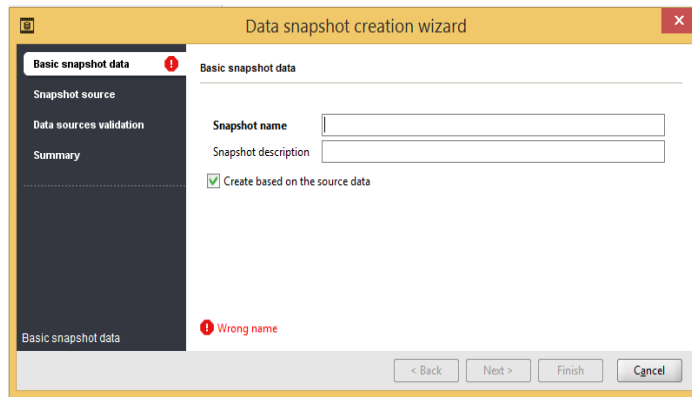 Data snapshot creation wizard
x
Basic snapshot data
Snapshot source
Data sources validation
Summary
Basic snapshot data
Basic snapshot data
Snapshot name
Snapshot description
Create based on the source data
Wrong name
< Back
Next >
Finish
Cancel